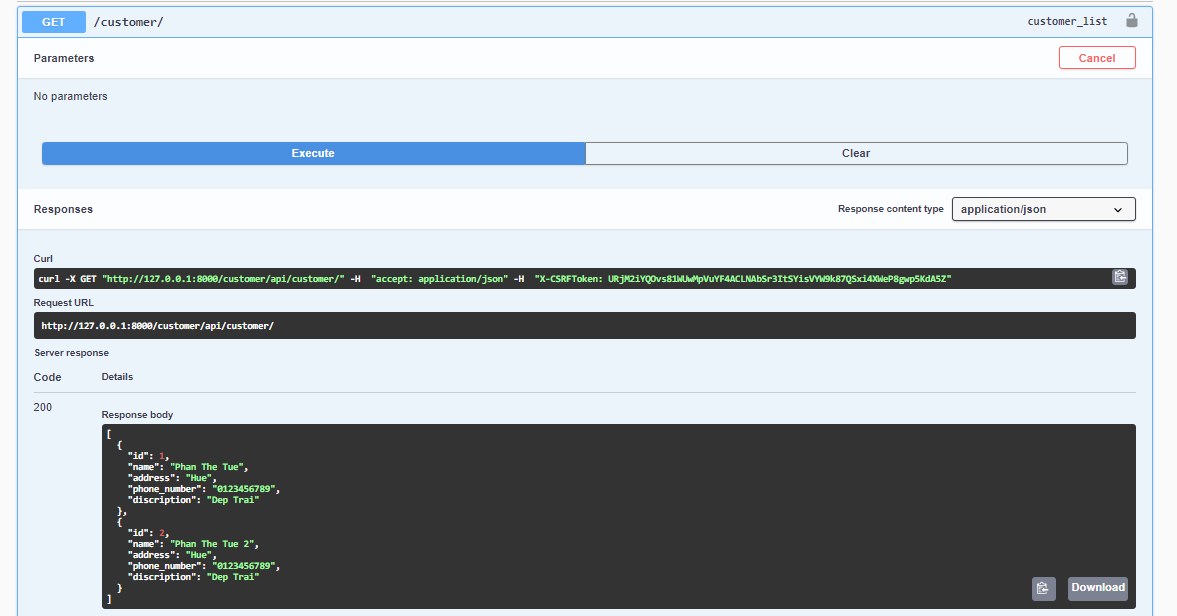 GET /customer/ customer_list
Parameters Cancel
No parameters
Execute Clear
Responses Response content type application/json
Curl
curl -X GET "http://127.0.0.1:8000/customer/api/customer/" -H  "accept: application/json" -H  "X-CSRFToken: URjM2iYQOvs81WUwMpVuYF4ACLNAbSr3ItSYisVYW9k87QSxi4XWeP8gwp5KdA5Z"
Request URL
http://127.0.0.1:8000/customer/api/customer/
Server response
Code Details
200
Response body
[
  {
    "id": 1,
    "name": "Phan The Tue",
    "address": "Hue",
    "phone_number": "0123456789",
    "discription": "Dep Trai"
  },
  {
    "id": 2,
    "name": "Phan The Tue 2",
    "address": "Hue",
    "phone_number": "0123456789",
    "discription": "Dep Trai"
  }
]
Download